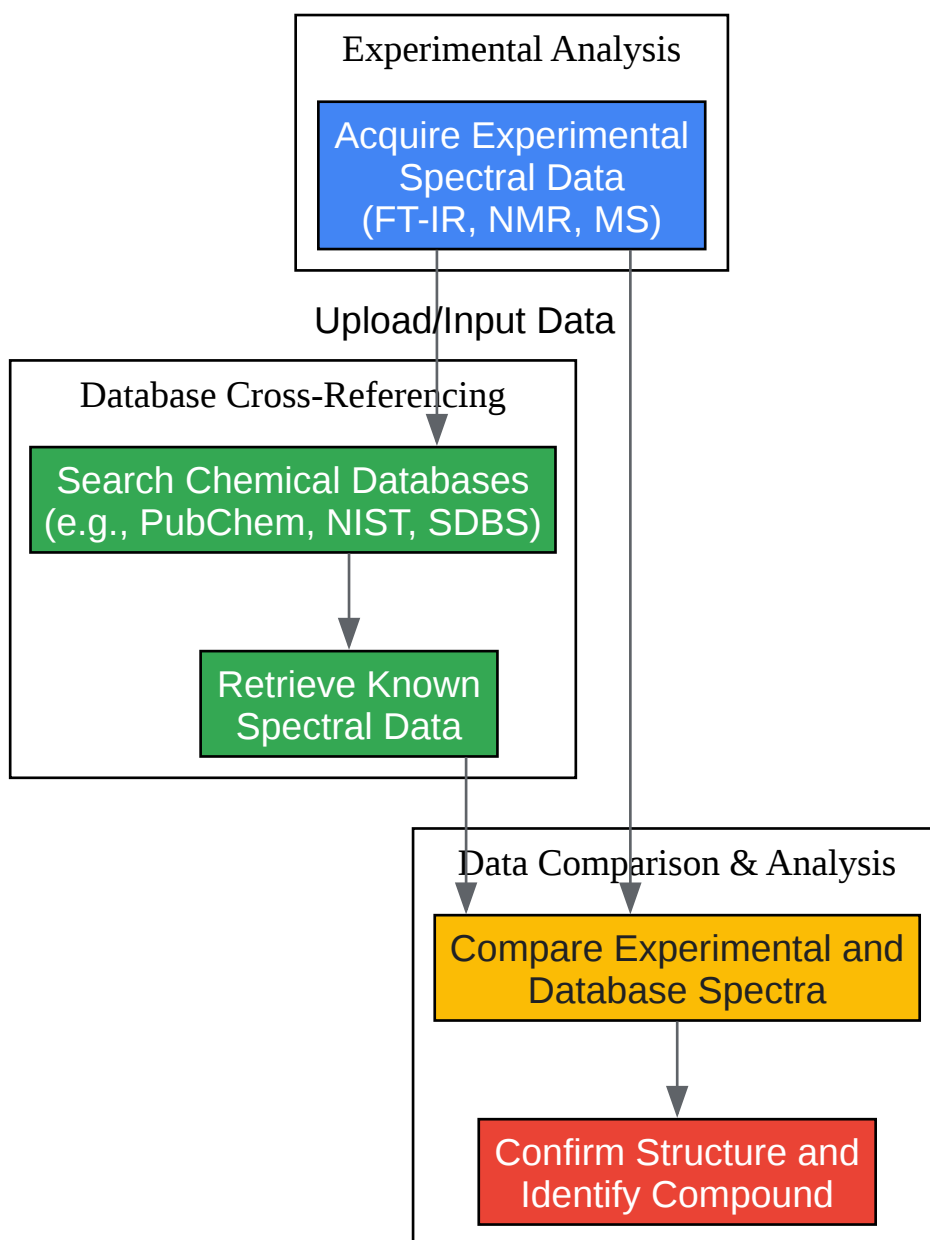 Experimental Analysis
Acquire Experimental
Spectral Data
(FT-IR, NMR, MS)
Upload/Input Data
Database Cross-Referencing
Search Chemical Databases
(e.g., PubChem, NIST, SDBS)
Retrieve Known
Spectral Data
Data Comparison & Analysis
Compare Experimental and
Database Spectra
Confirm Structure and
Identify Compound